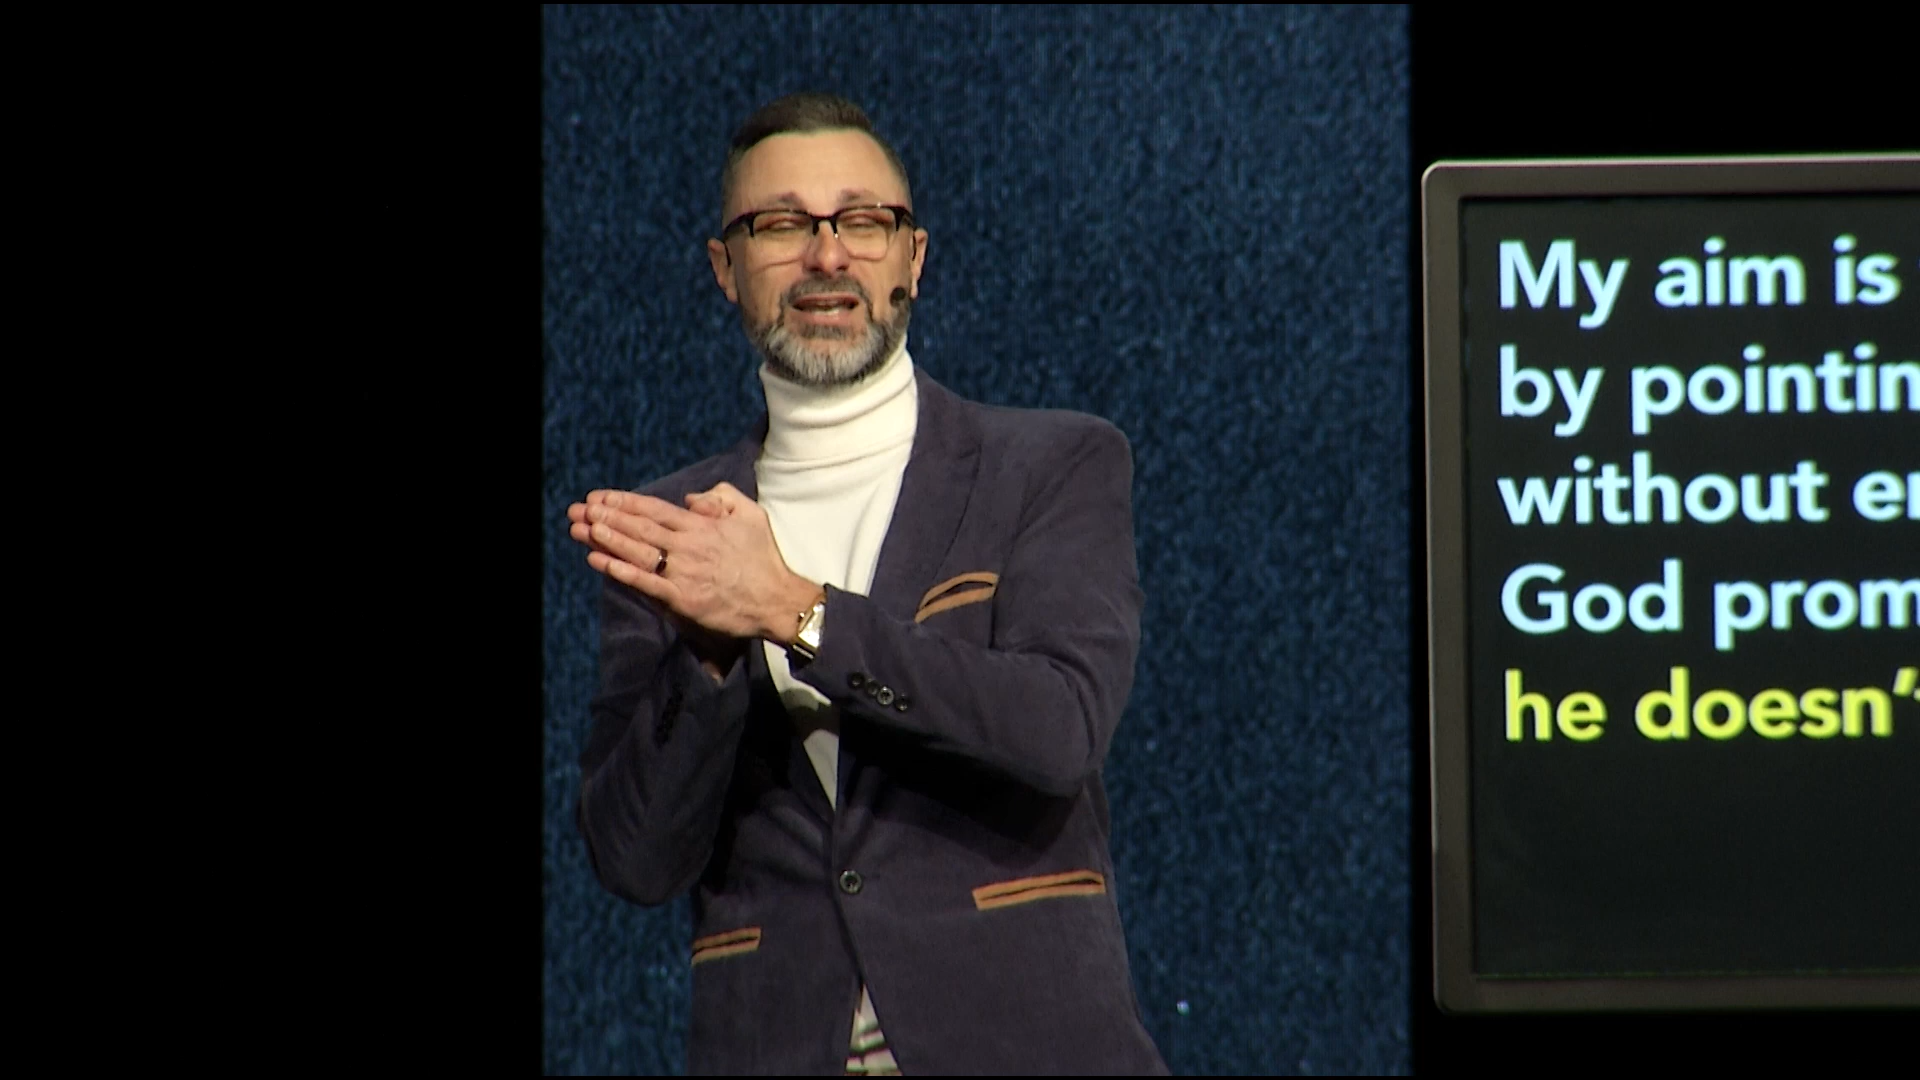 My aim is
by pointin
without e
God prom
he doesn'